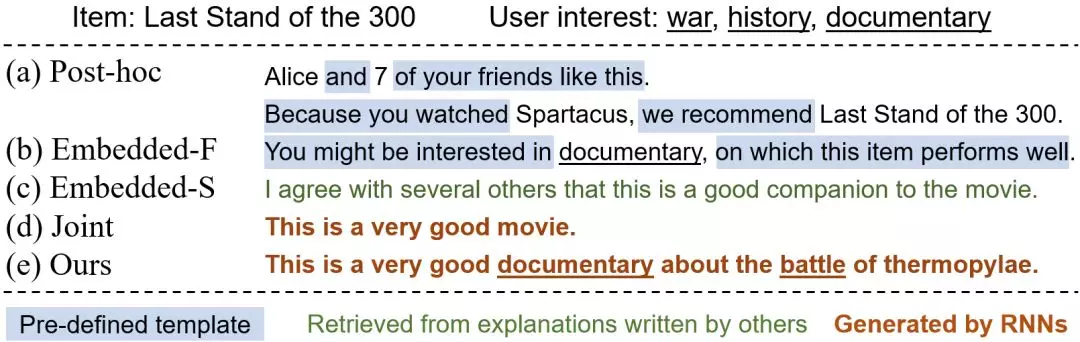 Item: Last Stand of the 300 User interest: war, history, documentary
(a) Post-hoc Alice and 7 of your friends like this.
Because you watched Spartacus, we recommend Last Stand of the 300.
(b) Embedded-F You might be interested in documentary, on which this item performs well.
(c) Embedded-S I agree with several others that this is a good companion to the movie.
(d) Joint This is a very good movie.
(e) Ours This is a very good documentary about the battle of thermopylae.
Pre-defined template Retrieved from explanations written by others Generated by RNNs